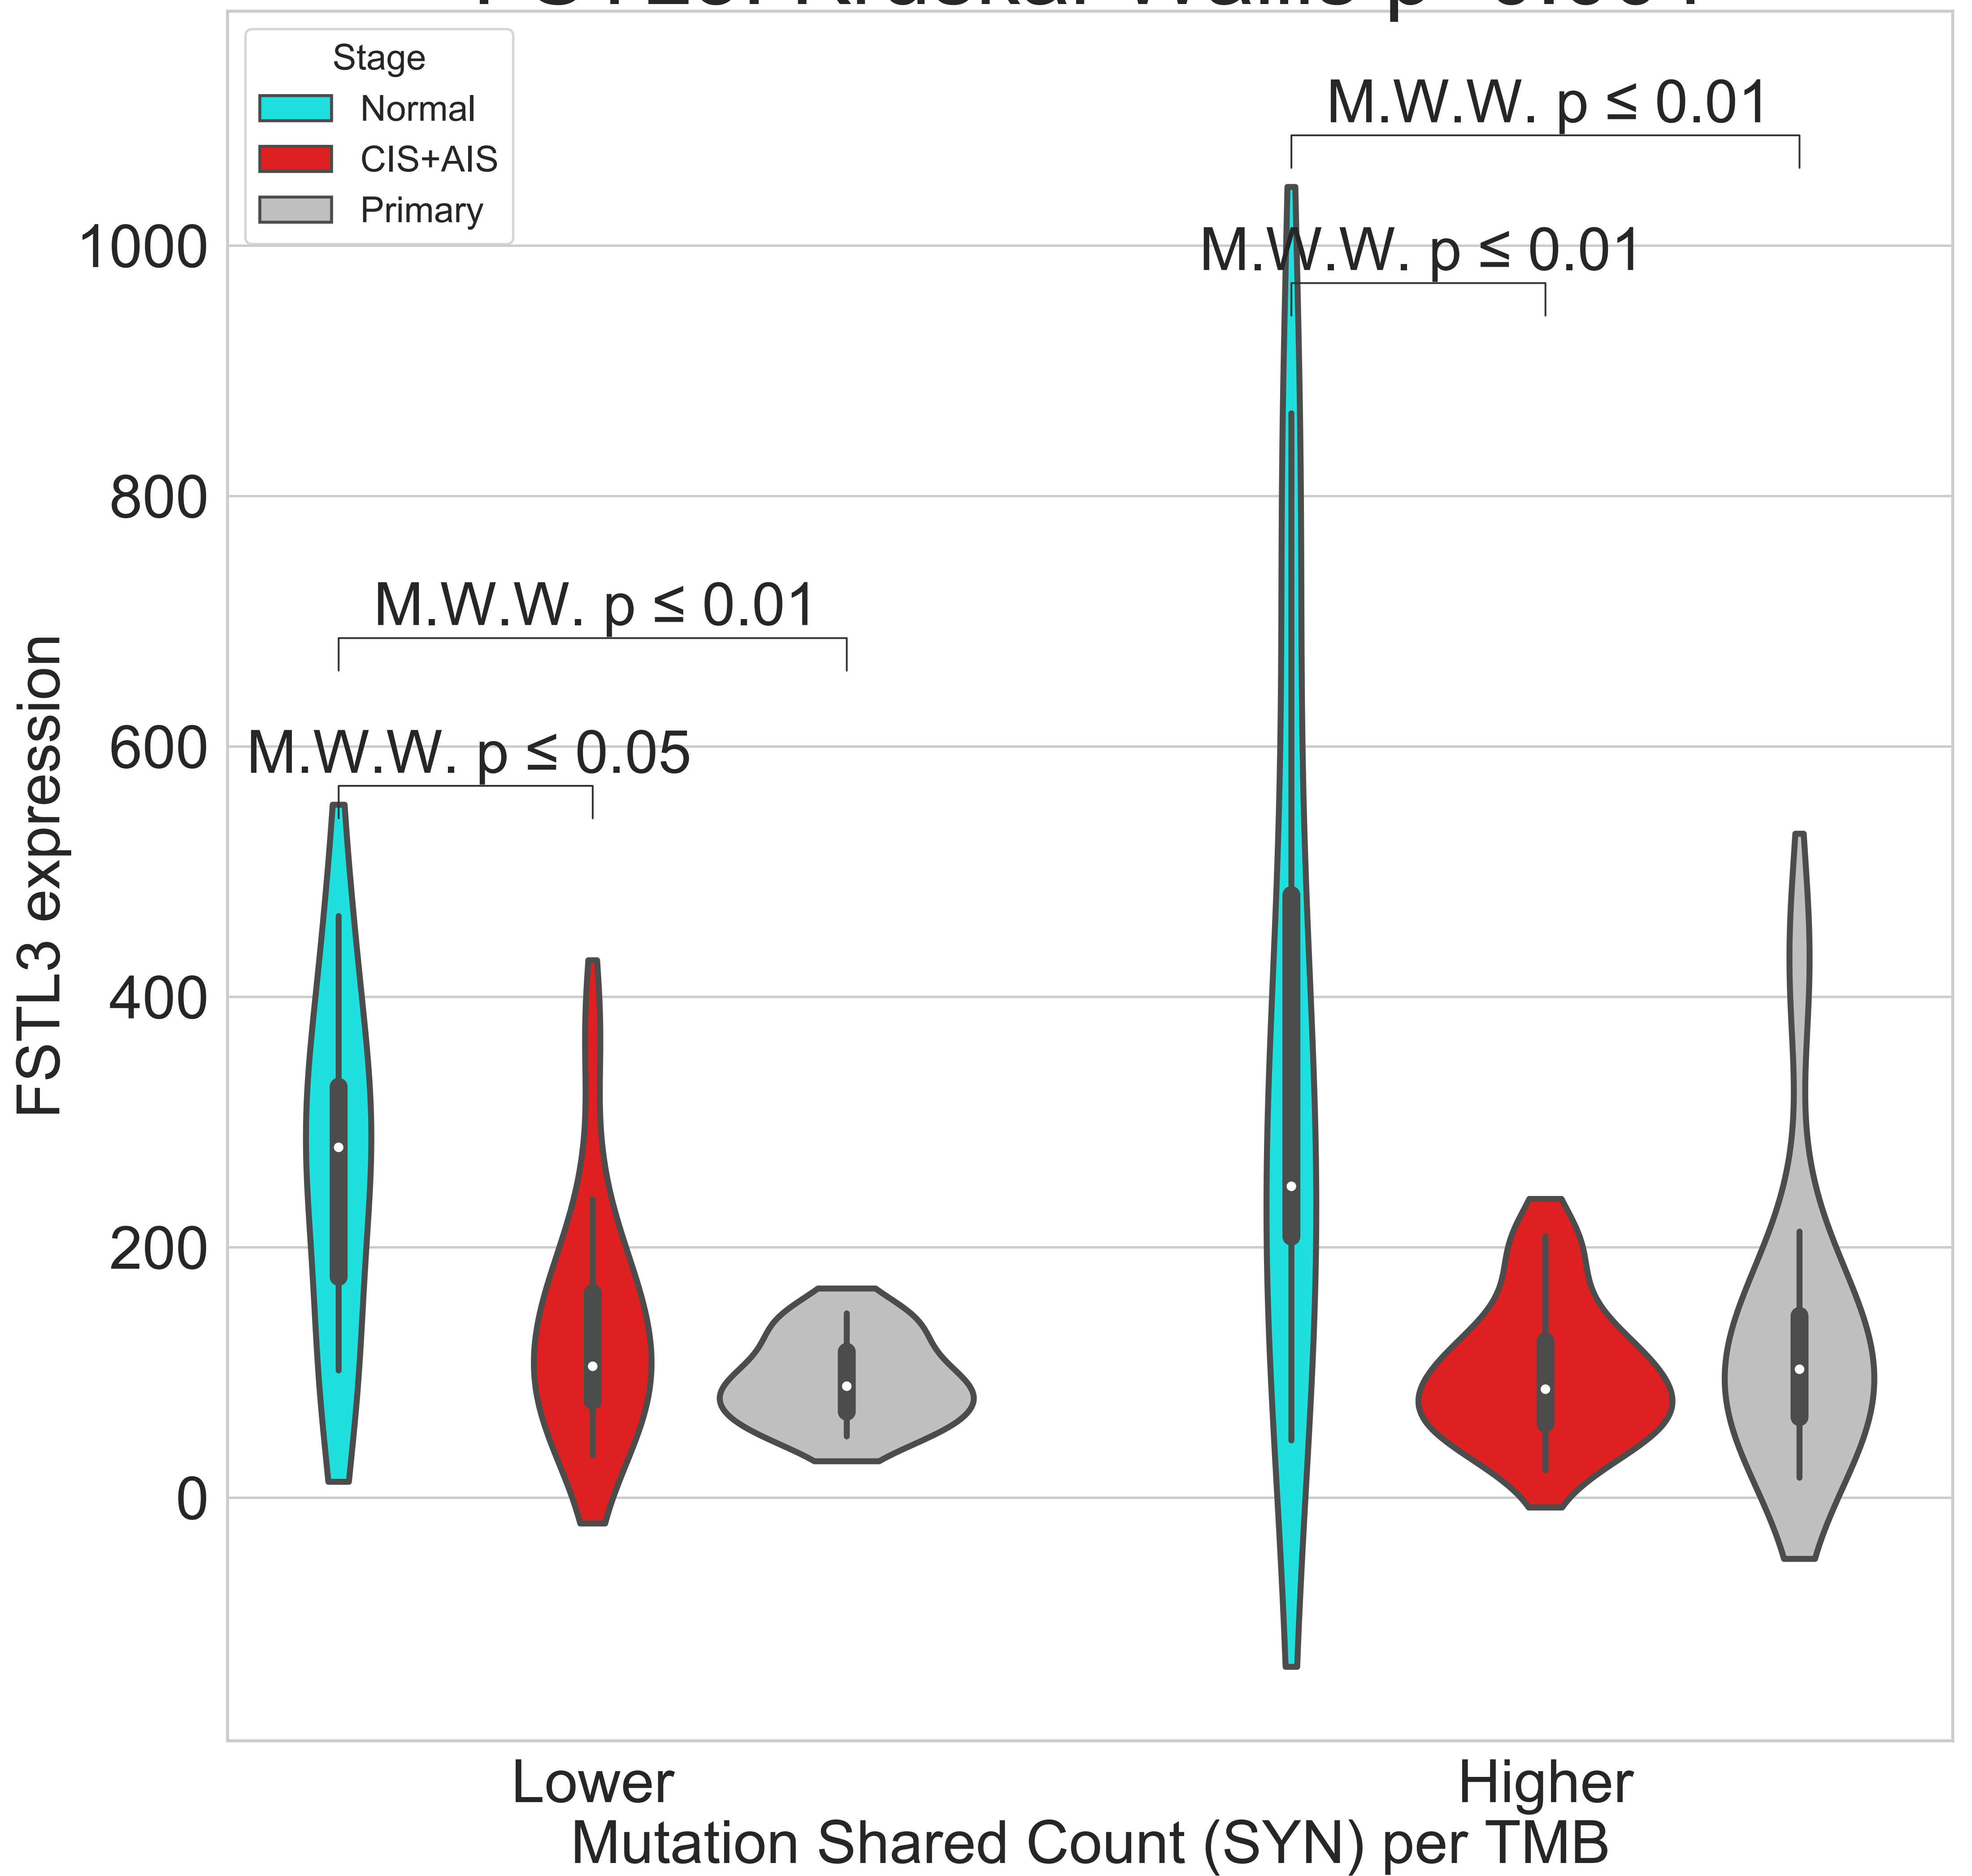 Stage
Normal
CIS+AIS
Primary
M.W.W. p ≤ 0.01
M.W.W. p ≤ 0.01
M.W.W. p ≤ 0.01
M.W.W. p ≤ 0.05
1000
800
600
400
200
0
FSTL3 expression
Lower
Higher
Mutation Shared Count (SYN) per TMB